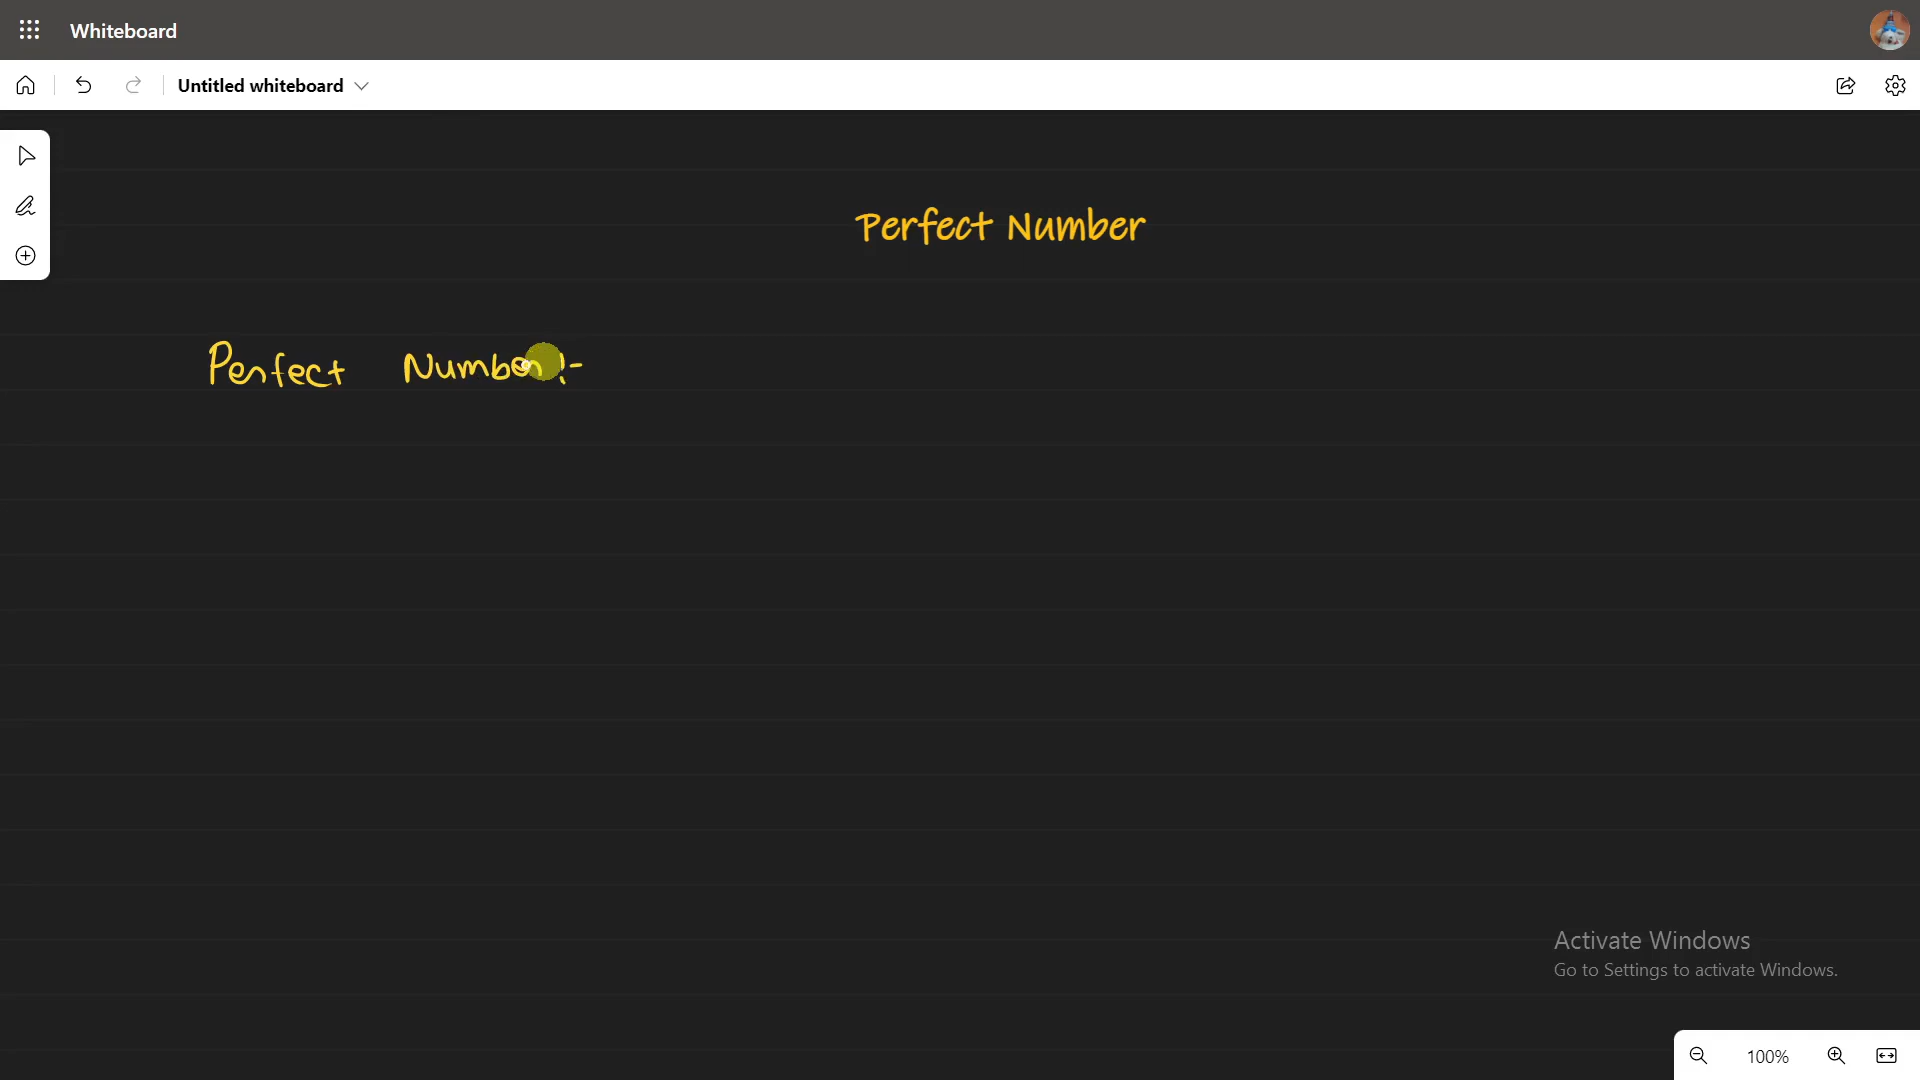 Whiteboard
Untitled whiteboard
Perfect Number
Perfect Number :-
Activate Windows
Go to Settings to activate Windows.
100%